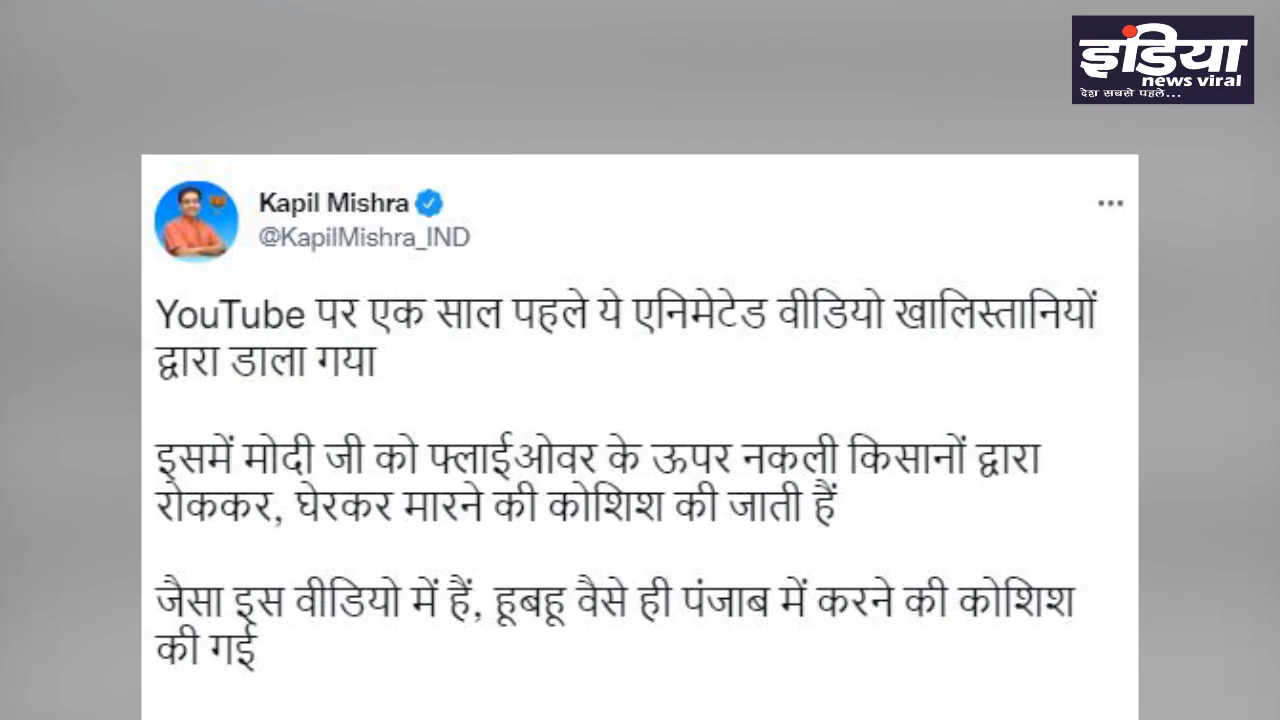 इंडिया
news viral
देश सबसे पहले...
Kapil Mishra
@KapilMishra_IND
YouTube पर एक साल पहले ये एनिमेटेड वीडियो खालिस्तानियों
द्वारा डाला गया
इसमें मोदी जी को फ्लाईओवर के ऊपर नकली किसानों द्वारा
रोककर, घेरकर मारने की कोशिश की जाती हैं
जैसा इस वीडियो में हैं, हूबहू वैसे ही पंजाब में करने की कोशिश
की गई